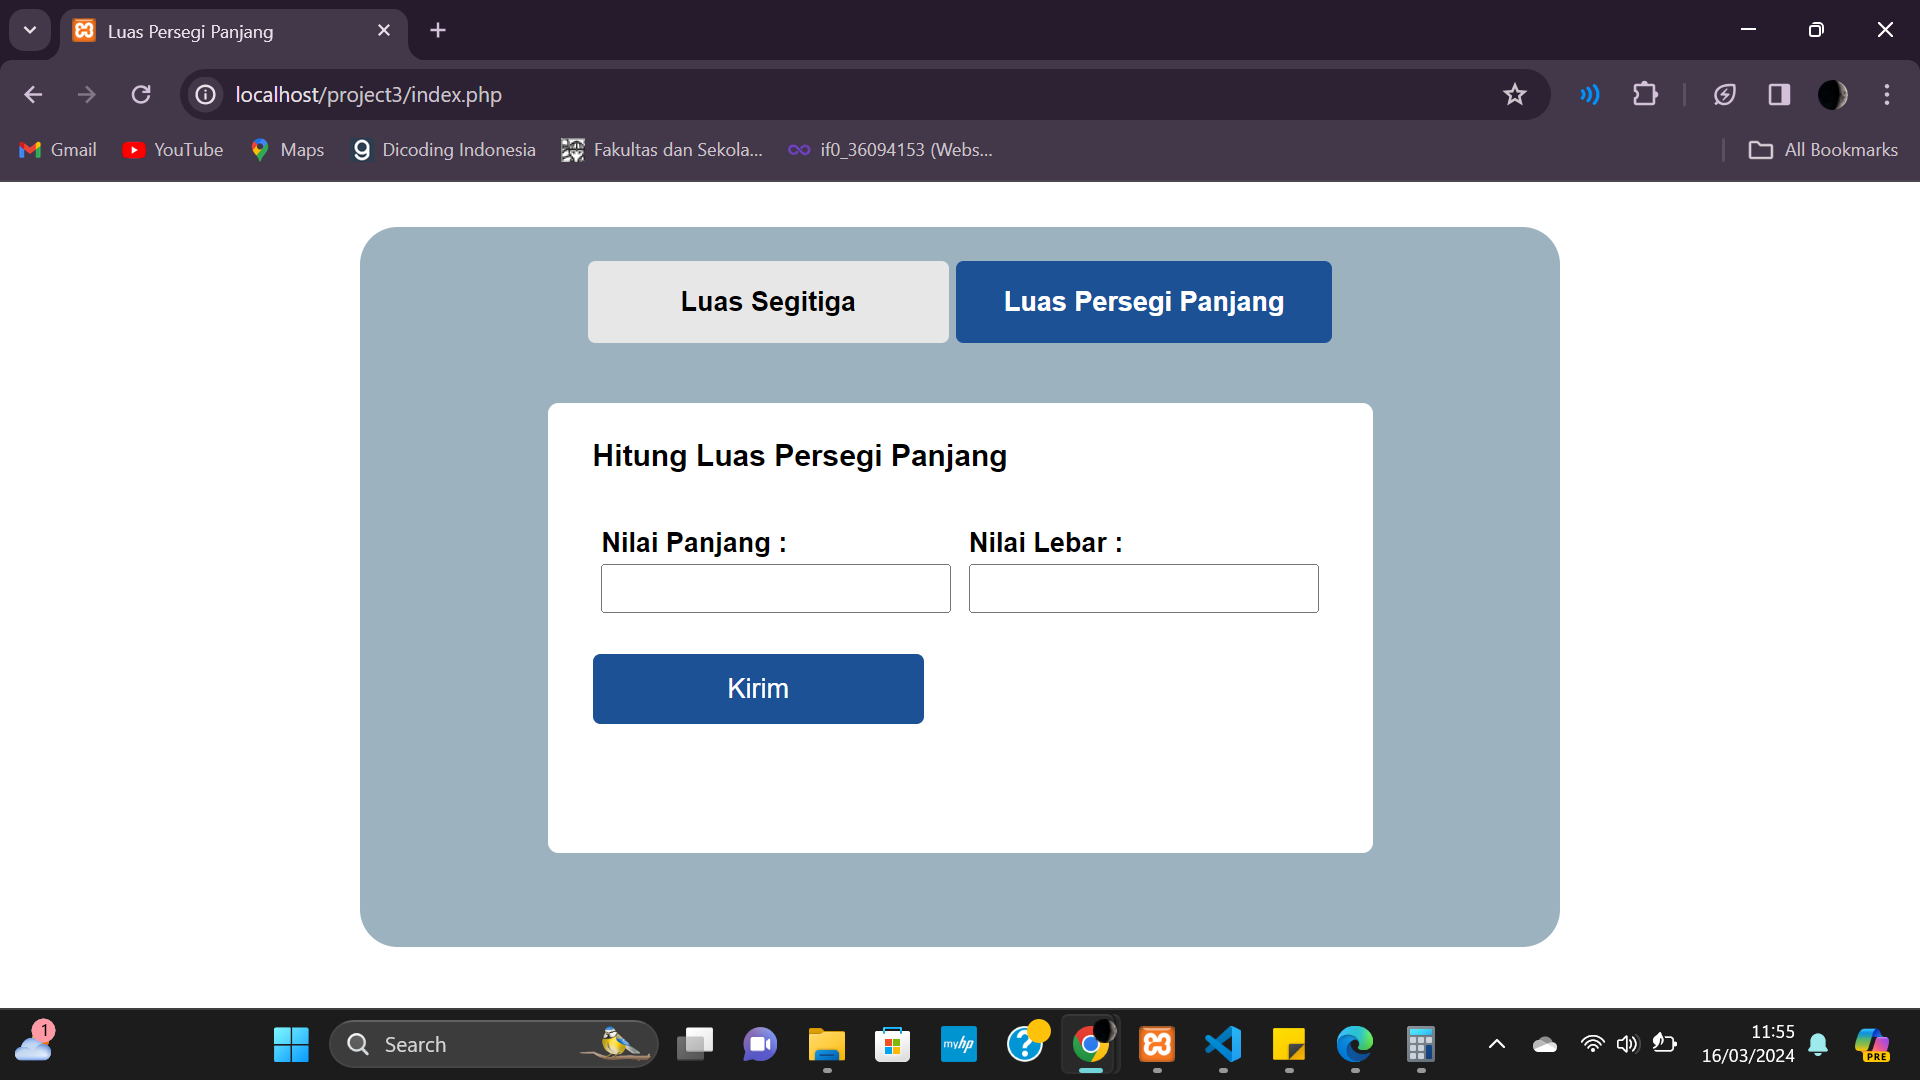 Luas Persegi Panjang
localhost/project3/index.php
Gmail YouTube Maps Dicoding Indonesia Fakultas dan Sekola... if0_36094153 (Webs... All Bookmarks
Luas Segitiga Luas Persegi Panjang
Hitung Luas Persegi Panjang
Nilai Panjang : Nilai Lebar :
Kirim
1 Search myhp 11:55
16/03/2024 PRE